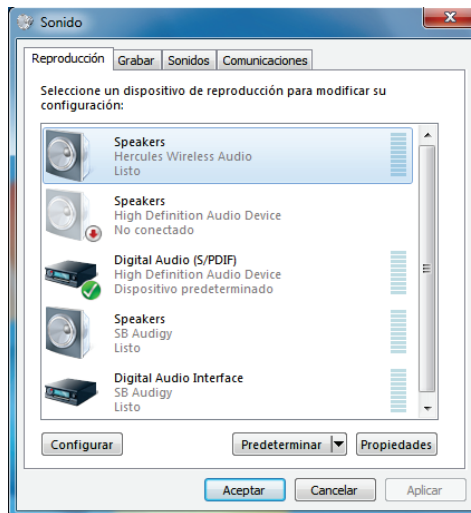 Sonido
Reproducción Grabar Sonidos Comunicaciones
Seleccione un dispositivo de reproducción para modificar su
configuración:
Speakers
Hercules Wireless Audio
Listo
Speakers
High Definition Audio Device
No conectado
Digital Audio (S/PDIF)
High Definition Audio Device
Dispositivo predeterminado
Speakers
SB Audigy
Listo
Digital Audio Interface
SB Audigy
Listo
Configurar Predeterminar Propiedades
Aceptar Cancelar Aplicar